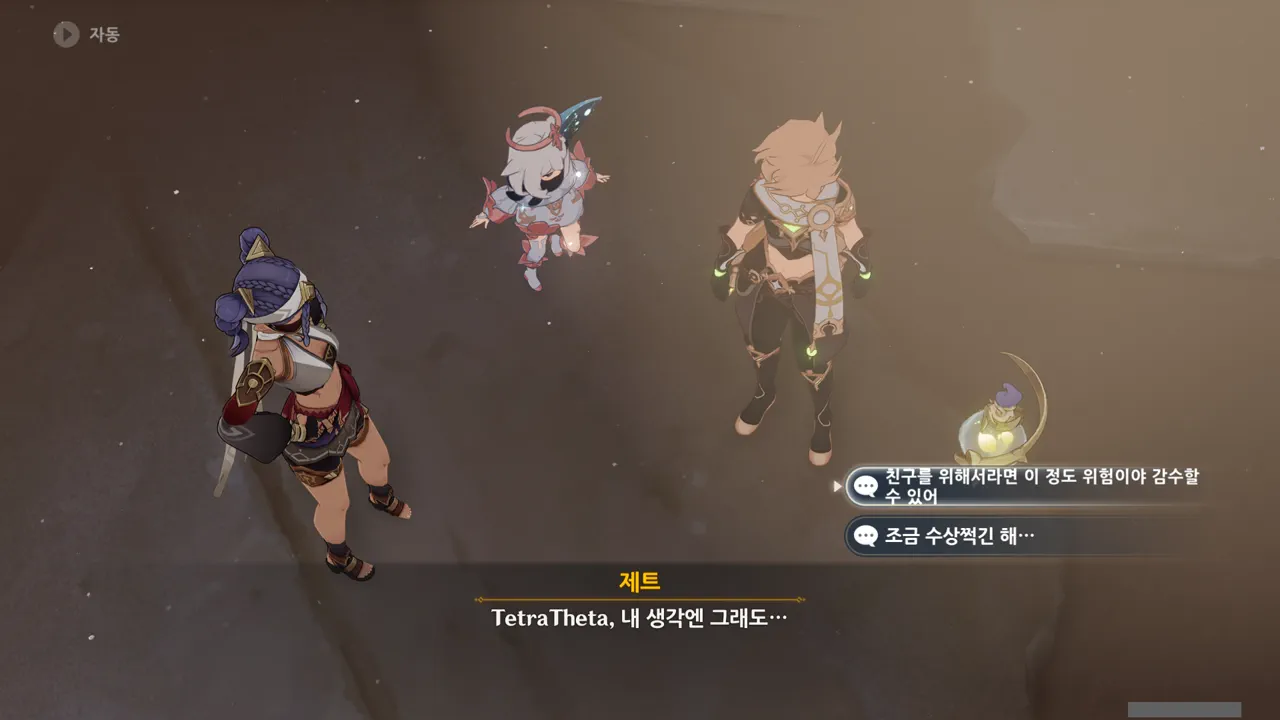 자동
친구를 위해서라면 이 정도 위험이야 감수할
수 있어
조금 수상쩍긴 해…
제트
TetraTheta, 내 생각엔 그래도…